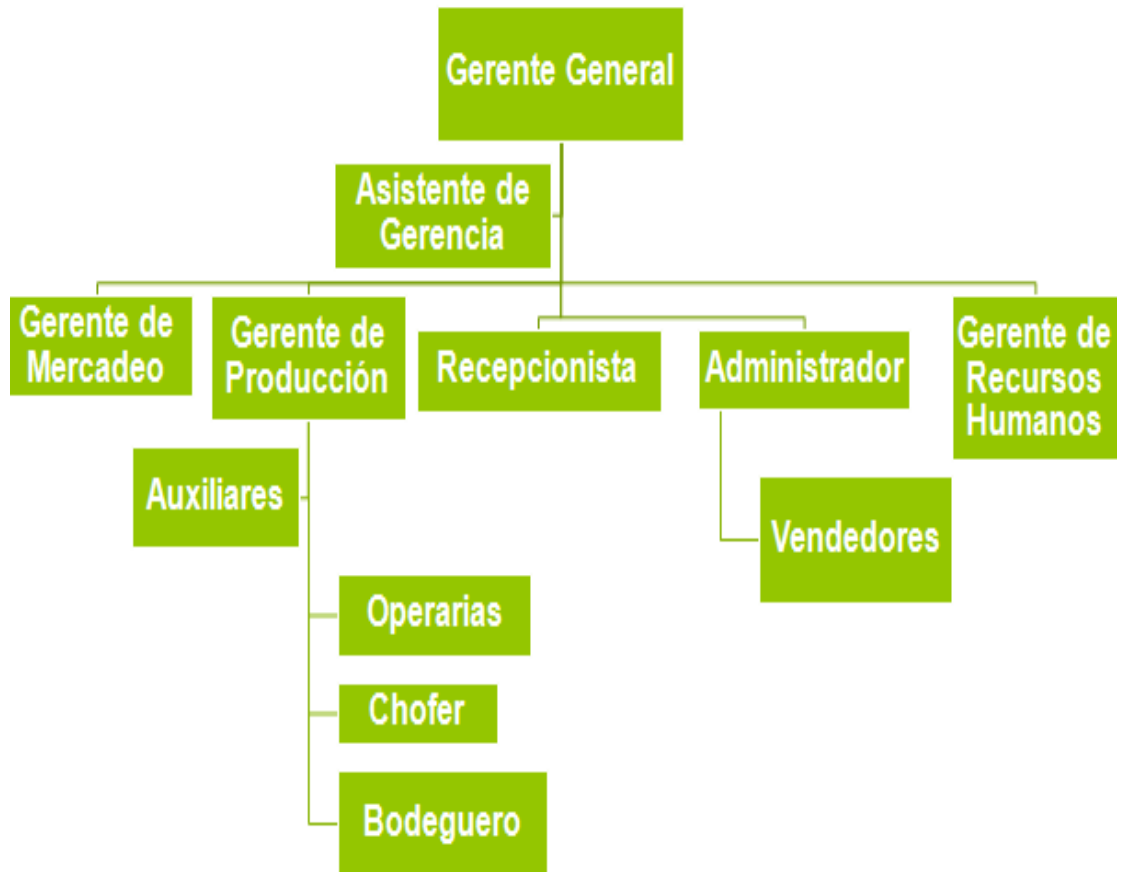 Gerente General
Asistente de
Gerencia
Gerente de
Mercadeo
Gerente de
Producción
Recepcionista
Administrador
Gerente de
Recursos
Humanos
Auxiliares
Vendedores
Operarias
Chofer
Bodeguero